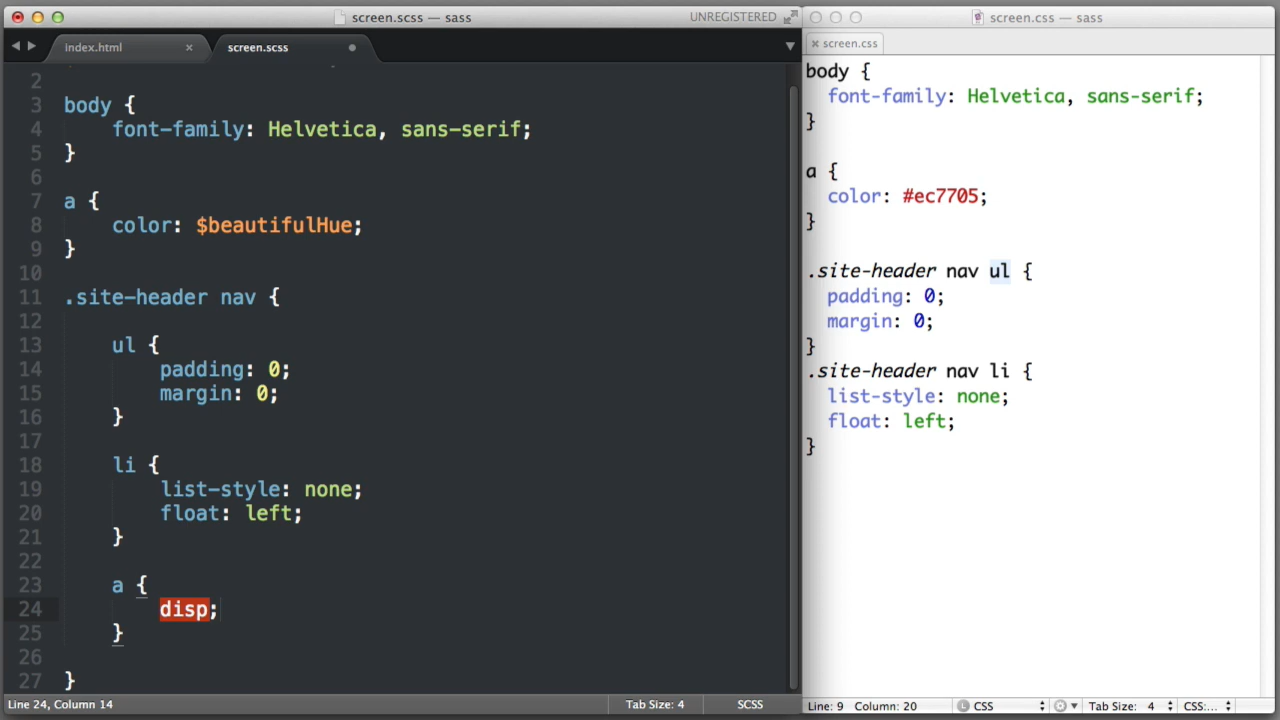 screen.scss — sass
UNREGISTERED
index.html ×
screen.scss
2
3 body {
4 font-family: Helvetica, sans-serif;
5 }
6
7 a {
8 color: $beautifulHue;
9 }
10
11 .site-header nav {
12
13 ul {
14 padding: 0;
15 margin: 0;
16 }
17
18 li {
19 list-style: none;
20 float: left;
21 }
22
23 a {
24 disp;
25 }
26
27 }
Line 24, Column 14
Tab Size: 4
SCSS
screen.css — sass
× screen.css
body {
font-family: Helvetica, sans-serif;
}
a {
color: #ec7705;
}
.site-header nav ul {
padding: 0;
margin: 0;
}
.site-header nav li {
list-style: none;
float: left;
}
Line: 9 Column: 20
L CSS
Tab Size: 4
CSS:...